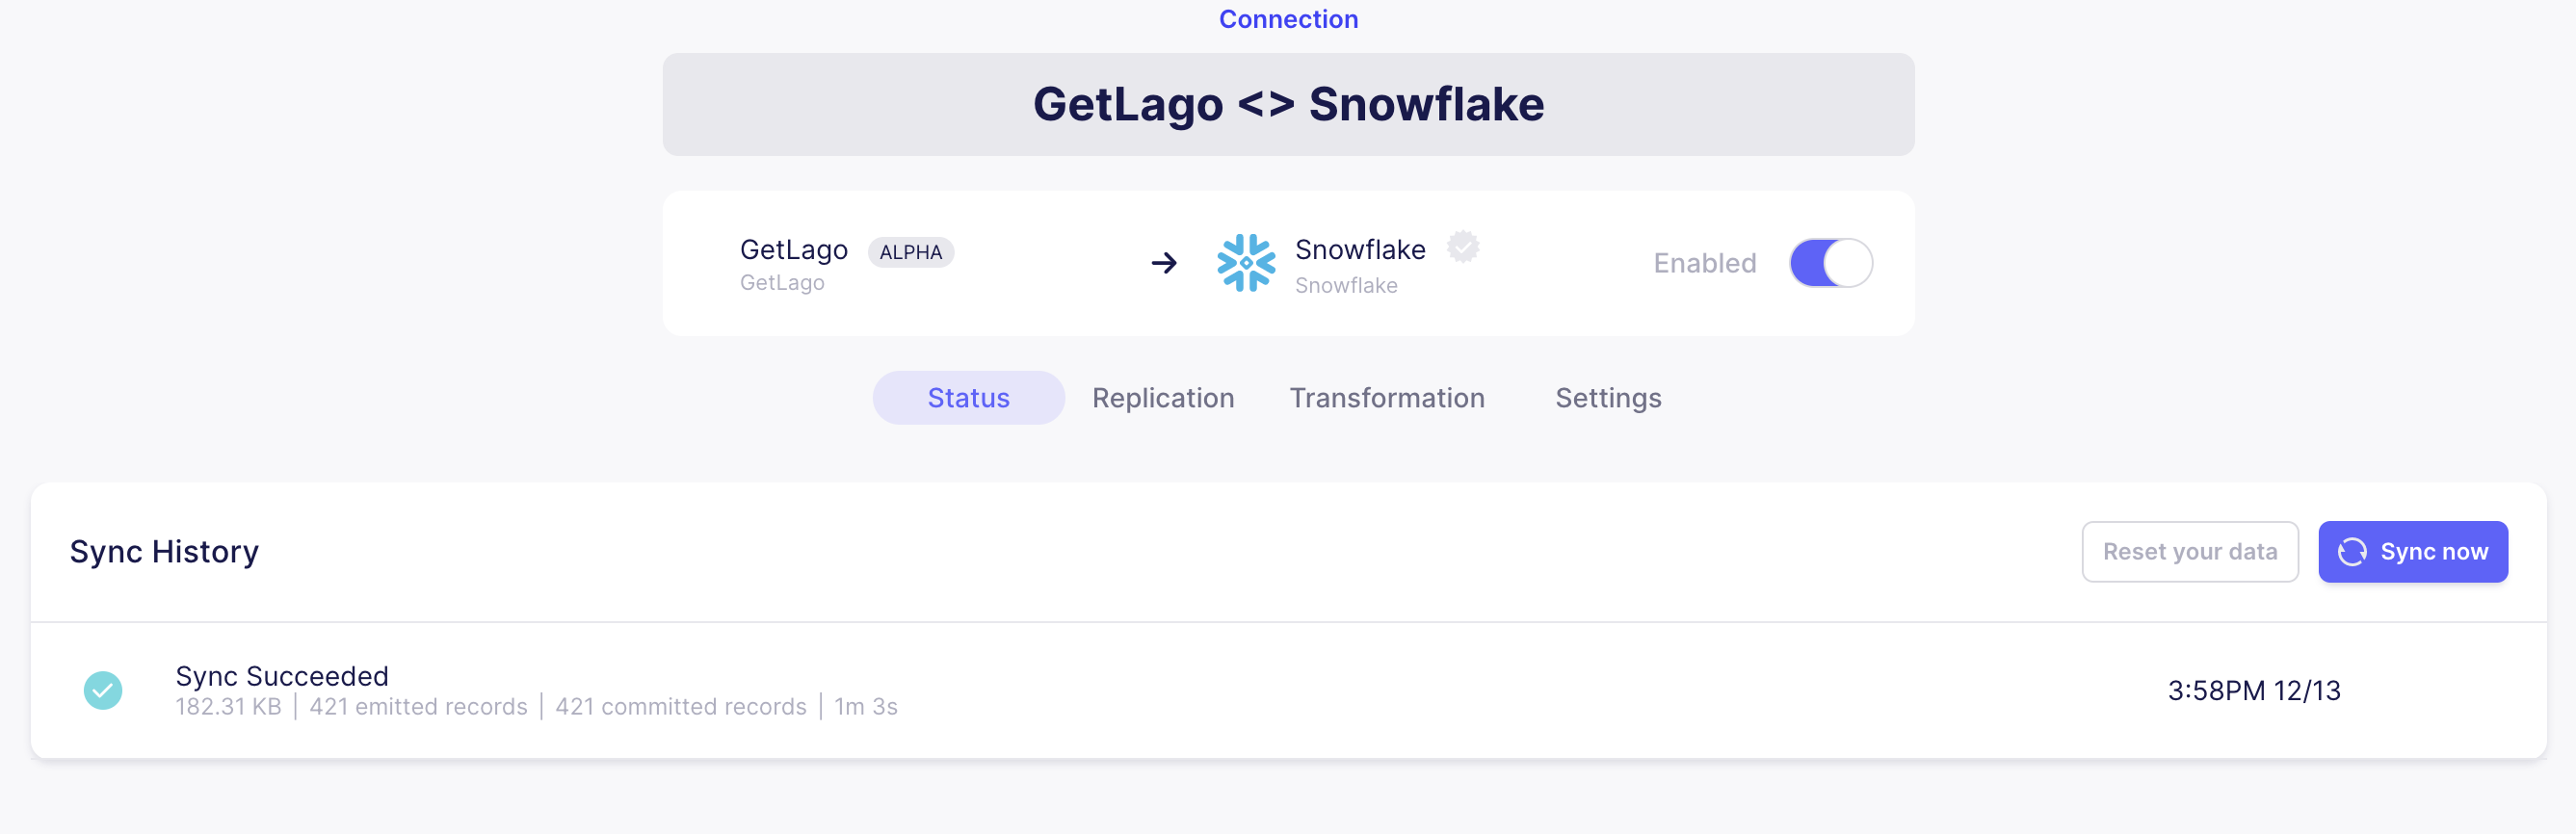 Connection
GetLago <> Snowflake
GetLago ALPHA
GetLago
Snowflake
Snowflake
Enabled
Status Replication Transformation Settings
Sync History
Reset your data Sync now
Sync Succeeded
182.31 KB | 421 emitted records | 421 committed records | 1m 3s
3:58PM 12/13